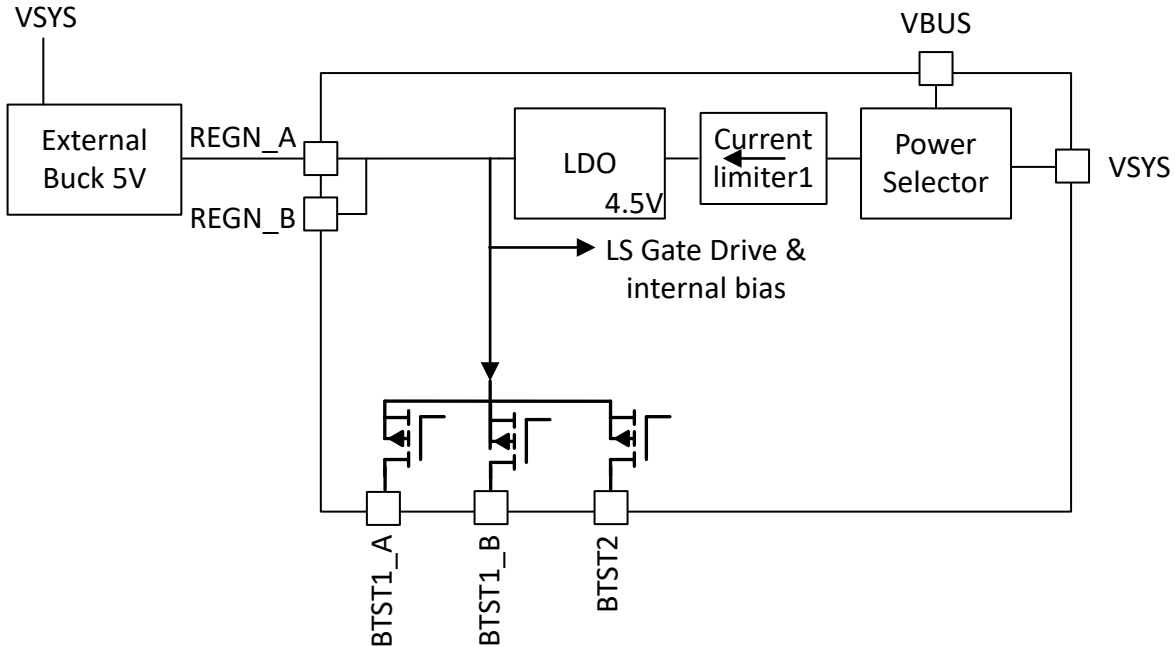 VSYS
VBUS
External
Buck 5V
REGN_A
REGN_B
LDO
4.5V
Current
limiter1
Power
Selector
VSYS
LS Gate Drive &
internal bias
BTST1_A
BTST1_B
BTST2